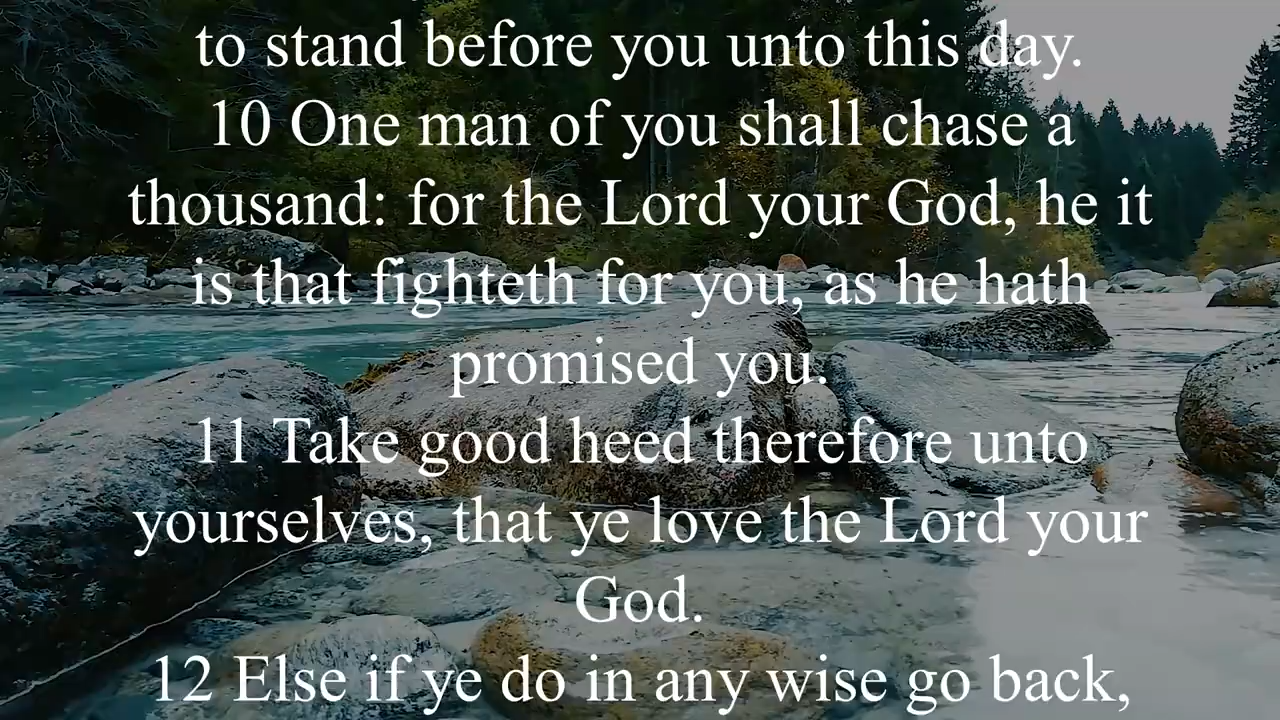 to stand before you unto this day.
10 One man of you shall chase a
thousand: for the Lord your God, he it
is that fighteth for you, as he hath
promised you.
11 Take good heed therefore unto
yourselves, that ye love the Lord your
God.
12 Else if ye do in any wise go back,